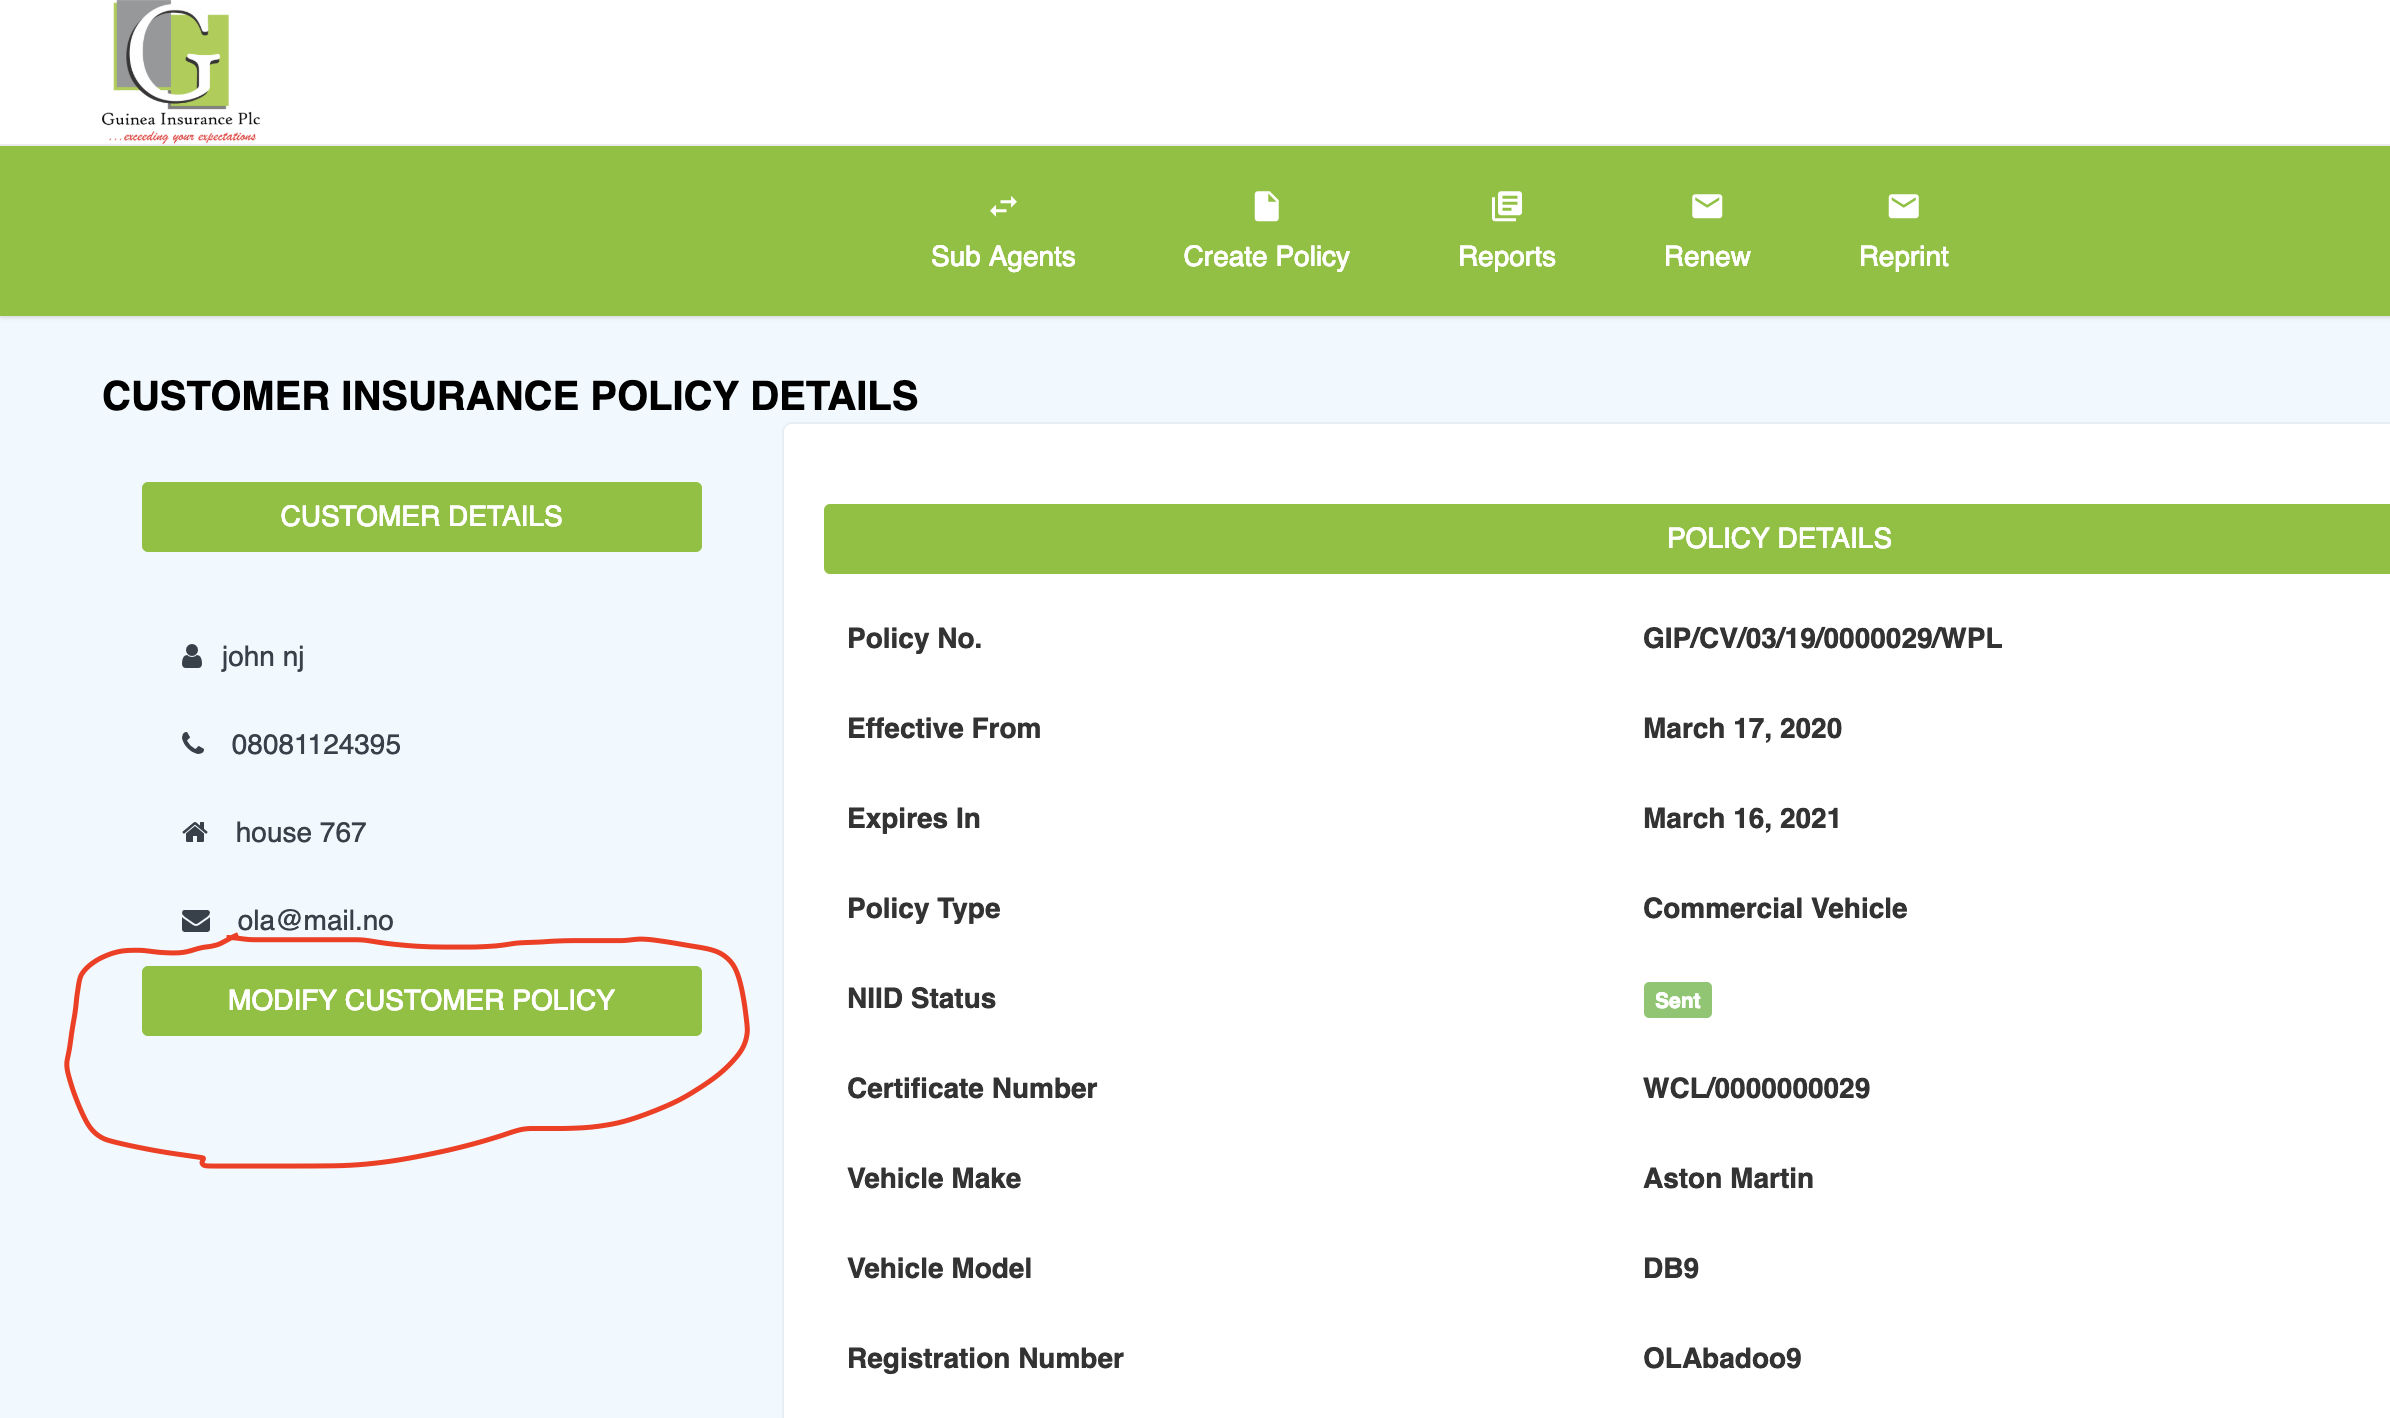 G
Guinea Insurance Plc
...exceeding your expectations
Sub Agents
Create Policy
Reports
Renew
Reprint
CUSTOMER INSURANCE POLICY DETAILS
CUSTOMER DETAILS
john nj
08081124395
house 767
ola@mail.no
MODIFY CUSTOMER POLICY
POLICY DETAILS
Policy No. GIP/CV/03/19/0000029/WPL
Effective From March 17, 2020
Expires In March 16, 2021
Policy Type Commercial Vehicle
NIID Status Sent
Certificate Number WCL/0000000029
Vehicle Make Aston Martin
Vehicle Model DB9
Registration Number OLAbadoo9